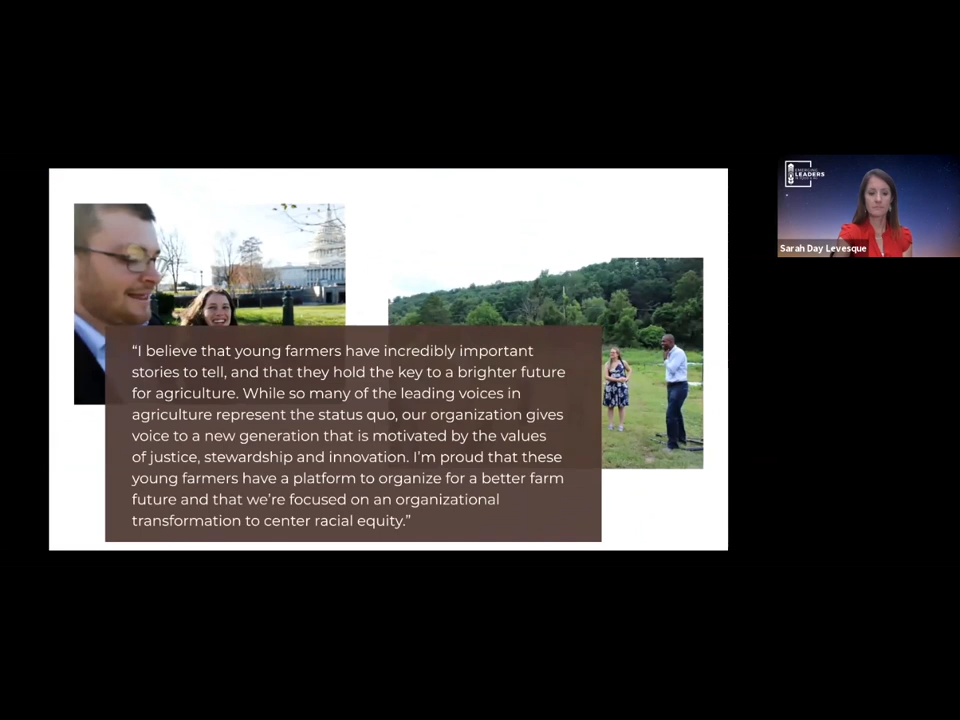 “I believe that young farmers have incredibly important
stories to tell, and that they hold the key to a brighter future
for agriculture. While so many of the leading voices in
agriculture represent the status quo, our organization gives
voice to a new generation that is motivated by the values
of justice, stewardship and innovation. I’m proud that these
young farmers have a platform to organize for a better farm
future and that we’re focused on an organizational
transformation to center racial equity.”
LEADERS
Sarah Day Levesque